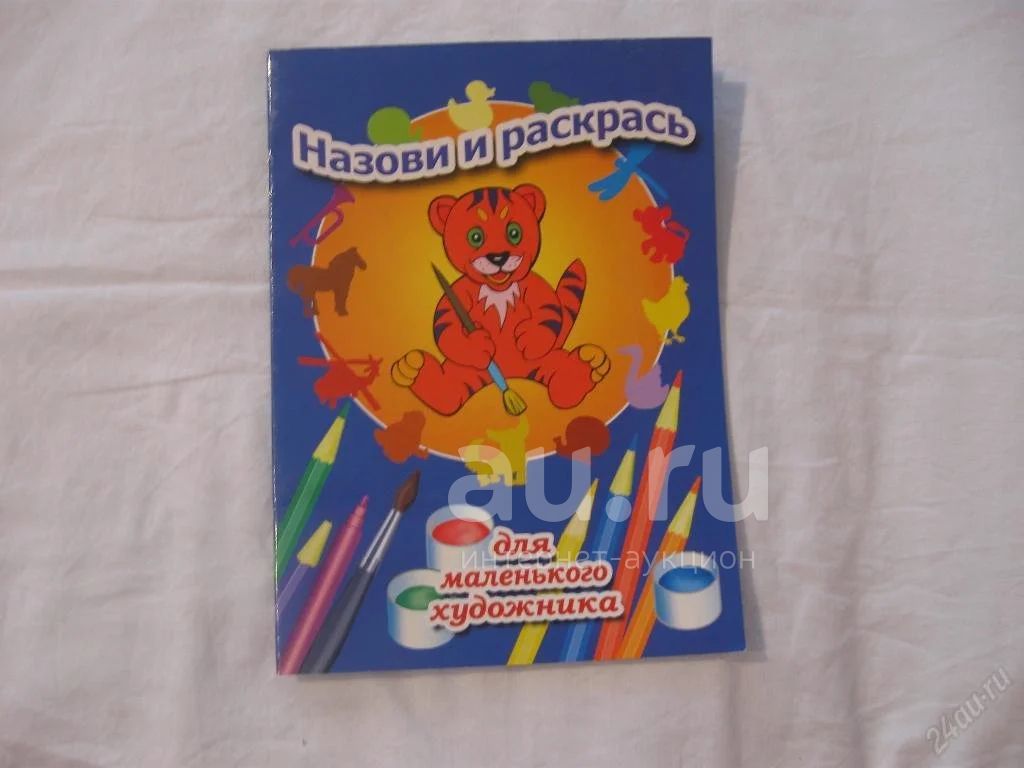 Назови и раскрась
au.ru
интернет-аукцион
для
маленького
художника
24au.ru